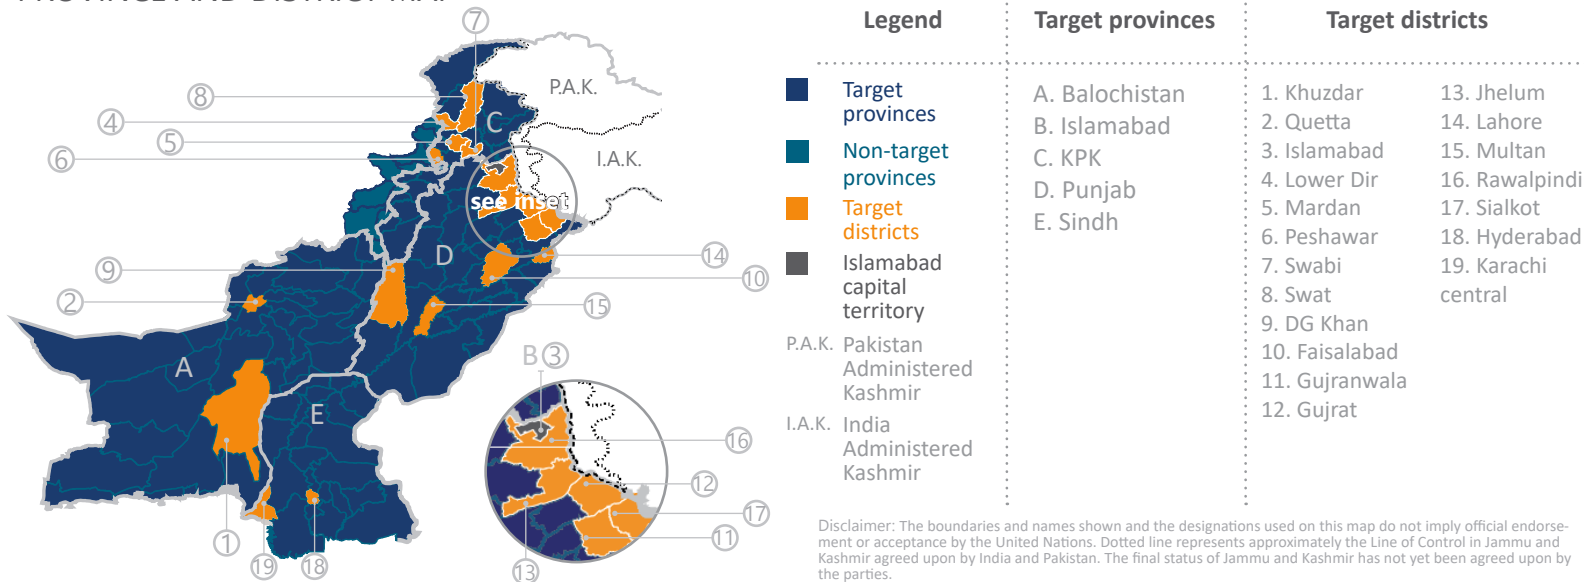 PROVINCE AND DISTRICT MAP
7
8
4
5
6
9
2
P.A.K.
C
I.A.K.
see inset
D
14
10
15
A
E
B 3
16
12
17
11
13
1
19
18
Legend
Target provinces
Non-target provinces
Target districts
Islamabad capital territory
P.A.K. Pakistan Administered Kashmir
I.A.K. India Administered Kashmir
Target provinces
A. Balochistan
B. Islamabad
C. KPK
D. Punjab
E. Sindh
Target districts
1. Khuzdar
2. Quetta
3. Islamabad
4. Lower Dir
5. Mardan
6. Peshawar
7. Swabi
8. Swat
9. DG Khan
10. Faisalabad
11. Gujranwala
12. Gujrat
13. Jhelum
14. Lahore
15. Multan
16. Rawalpindi
17. Sialkot
18. Hyderabad
19. Karachi
central
Disclaimer: The boundaries and names shown and the designations used on this map do not imply official endorse-
ment or acceptance by the United Nations. Dotted line represents approximately the Line of Control in Jammu and
Kashmir agreed upon by India and Pakistan. The final status of Jammu and Kashmir has not yet been agreed upon by
the parties.